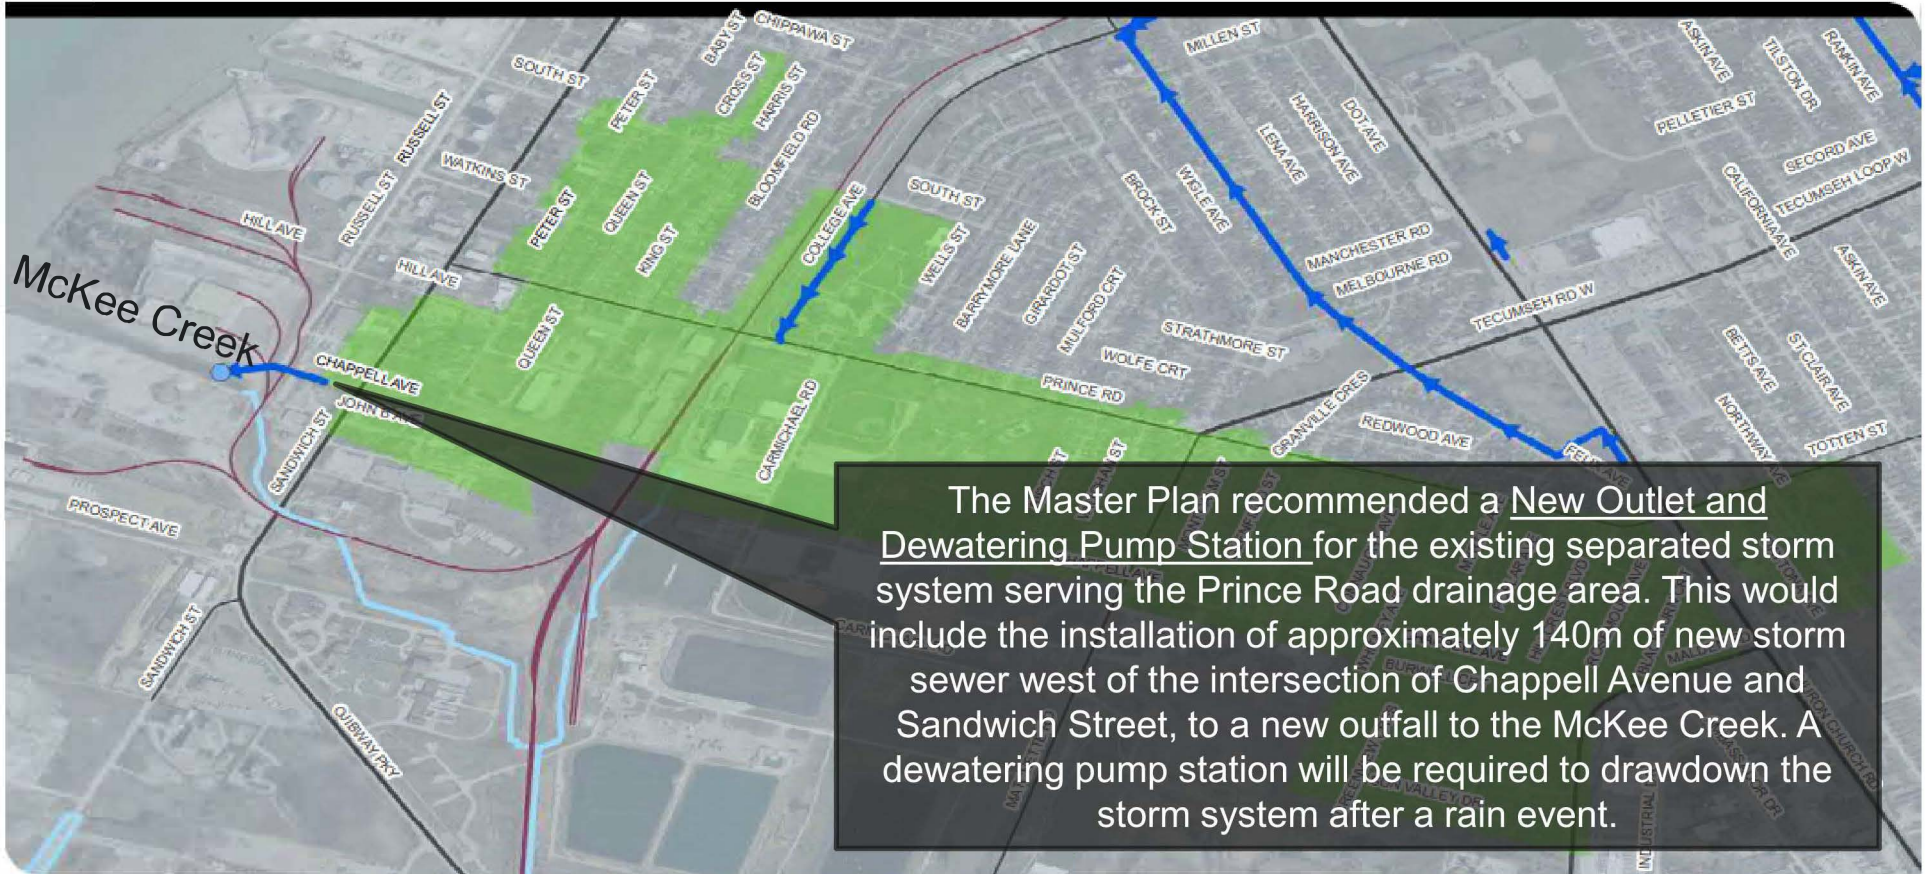 BABY ST
CHIPPAWA ST
MILLEN ST
ASKIN AVE
TILSTON DR
RANKIN AVE
SOUTH ST
PETER ST
CROSS ST
HARRIS ST
RUSSELL ST
BLOOMFIELD RD
LENA AVE
HARRISON AVE
DOT AVE
PELLETIER ST
SECORD AVE
TECUMSEH LOOP W
WATKINS ST
RUSSELL ST
PETER ST
QUEEN ST
KING ST
COLLEGE AVE
SOUTH ST
WELLS ST
BROCK ST
WIGLE AVE
CALIFORNIA AVE
HILL AVE
HILL AVE
BARRYMORE LANE
GIRARDOT ST
MULFORD CRT
MANCHESTER RD
MELBOURNE RD
ASKIN AVE
TECUMSEH RD W
McKee Creek
QUEEN ST
STRATHMORE ST
WOLFE CRT
BETTS AVE
ST CLAIR AVE
CHAPPELL AVE
JOHN B AVE
CARMICHAEL RD
PRINCE RD
GRANVILLE CRES
REDWOOD AVE
NORTHWAY AVE
TOTTEN ST
FELIX AVE
SANDWICH ST
PROSPECT AVE
The Master Plan recommended a New Outlet and
Dewatering Pump Station for the existing separated storm
system serving the Prince Road drainage area. This would
include the installation of approximately 140m of new storm
sewer west of the intersection of Chappell Avenue and
Sandwich Street, to a new outfall to the McKee Creek. A
dewatering pump station will be required to drawdown the
storm system after a rain event.
SANDWICH ST
OJIBWAY PKY